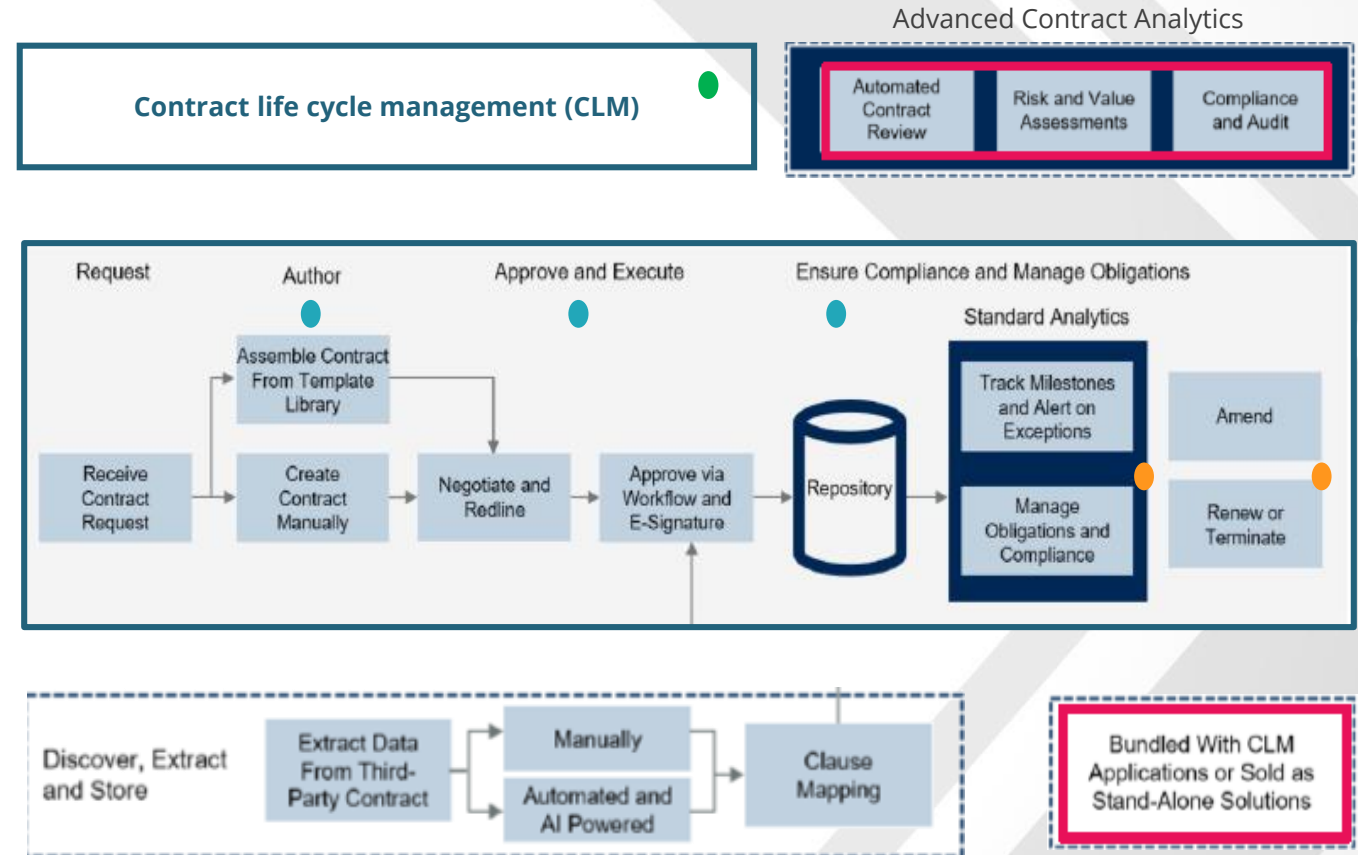 Advanced Contract Analytics
Contract life cycle management (CLM)
Automated
Contract
Review
Risk and Value
Assessments
Compliance
and Audit
Request
Author
Approve and Execute
Ensure Compliance and Manage Obligations
Standard Analytics
Assemble Contract
From Template
Library
Receive
Contract
Request
Create
Contract
Manually
Negotiate and
Redline
Approve via
Workflow and
E-Signature
Repository
Track Milestones
and Alert on
Exceptions
Manage
Obligations and
Compliance
Amend
Renew or
Terminate
Discover, Extract
and Store
Extract Data
From Third-
Party Contract
Manually
Automated and
AI Powered
Clause
Mapping
Bundled With CLM
Applications or Sold as
Stand-Alone Solutions